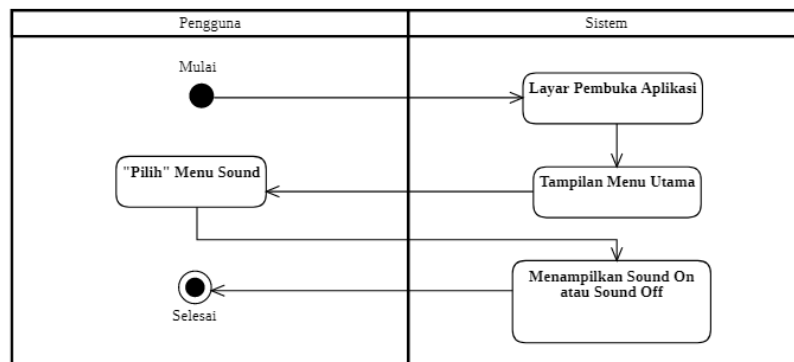 Pengguna
Sistem
Mulai
Layar Pembuka Aplikasi
"Pilih" Menu Sound
Tampilan Menu Utama
Menampilkan Sound On
atau Sound Off
Selesai